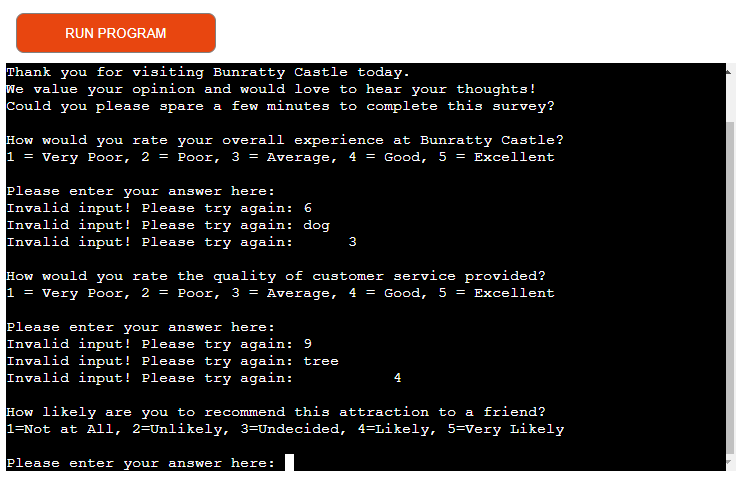 RUN PROGRAM
Thank you for visiting Bunratty Castle today.
We value your opinion and would love to hear your thoughts!
Could you please spare a few minutes to complete this survey?
How would you rate your overall experience at Bunratty Castle?
1 = Very Poor, 2 = Poor, 3 = Average, 4 = Good, 5 = Excellent
Please enter your answer here:
Invalid input! Please try again: 6
Invalid input! Please try again: dog
Invalid input! Please try again:      3
How would you rate the quality of customer service provided?
1 = Very Poor, 2 = Poor, 3 = Average, 4 = Good, 5 = Excellent
Please enter your answer here:
Invalid input! Please try again: 9
Invalid input! Please try again: tree
Invalid input! Please try again:           4
How likely are you to recommend this attraction to a friend?
1=Not at All, 2=Unlikely, 3=Undecided, 4=Likely, 5=Very Likely
Please enter your answer here: